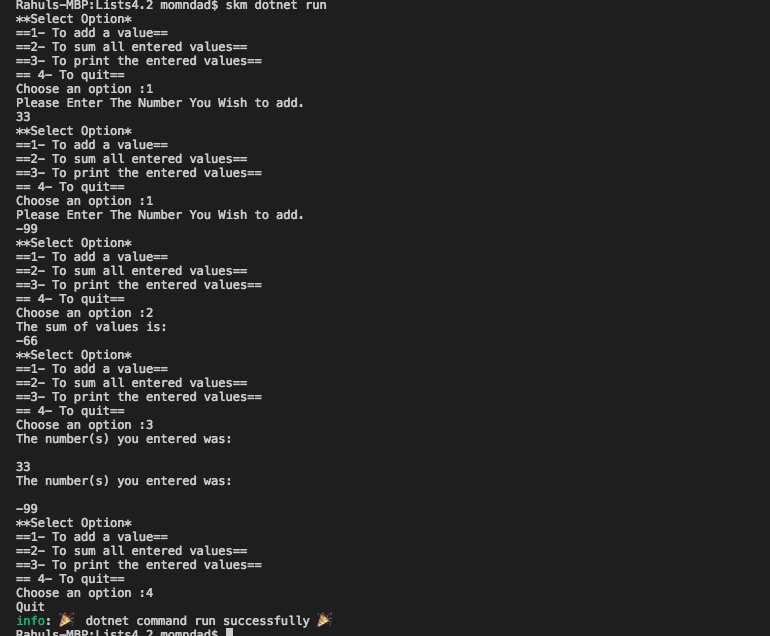 Rahuls-MBP:Lists4.2 momndad$ skm dotnet run
**Select Option*
==1- To add a value==
==2- To sum all entered values==
==3- To print the entered values==
== 4- To quit==
Choose an option :1
Please Enter The Number You Wish to add.
33
**Select Option*
==1- To add a value==
==2- To sum all entered values==
==3- To print the entered values==
== 4- To quit==
Choose an option :1
Please Enter The Number You Wish to add.
-99
**Select Option*
==1- To add a value==
==2- To sum all entered values==
==3- To print the entered values==
== 4- To quit==
Choose an option :2
The sum of values is:
-66
**Select Option*
==1- To add a value==
==2- To sum all entered values==
==3- To print the entered values==
== 4- To quit==
Choose an option :3
The number(s) you entered was:
33
The number(s) you entered was:
-99
**Select Option*
==1- To add a value==
==2- To sum all entered values==
==3- To print the entered values==
== 4- To quit==
Choose an option :4
Quit
info: 🎉 dotnet command run successfully 🎉
Rahuls-MBP:Lists4.2 momndad$